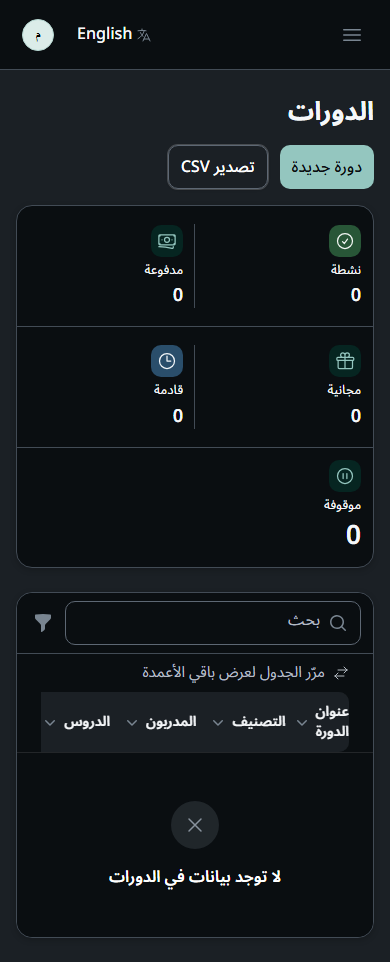 م
English
الدورات
دورة جديدة
تصدير CSV
نشطة
0
مدفوعة
0
مجانية
0
قادمة
0
موقوفة
0
بحث
مرّر الجدول لعرض باقي الأعمدة
عنوان الدورة
التصنيف
المدربون
الدروس
لا توجد بيانات في الدورات